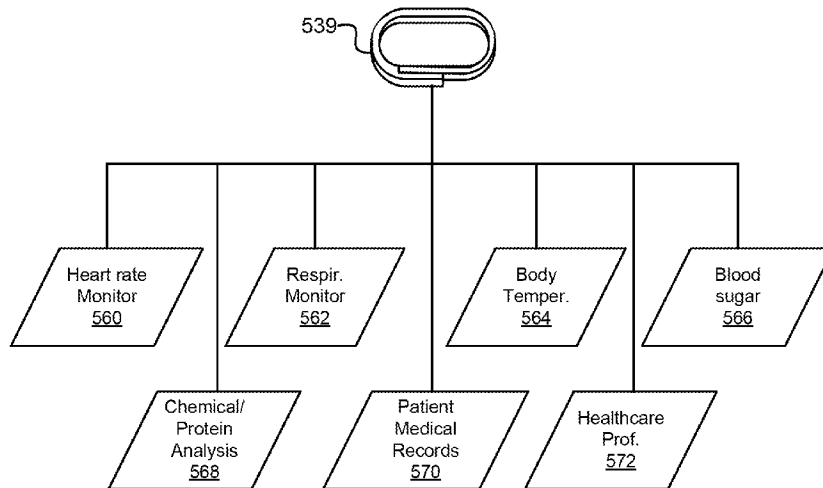 539
Heart rate
Monitor
560
Respir.
Monitor
562
Body
Temper.
564
Blood
sugar
566
Chemical/
Protein
Analysis
568
Patient
Medical
Records
570
Healthcare
Prof.
572